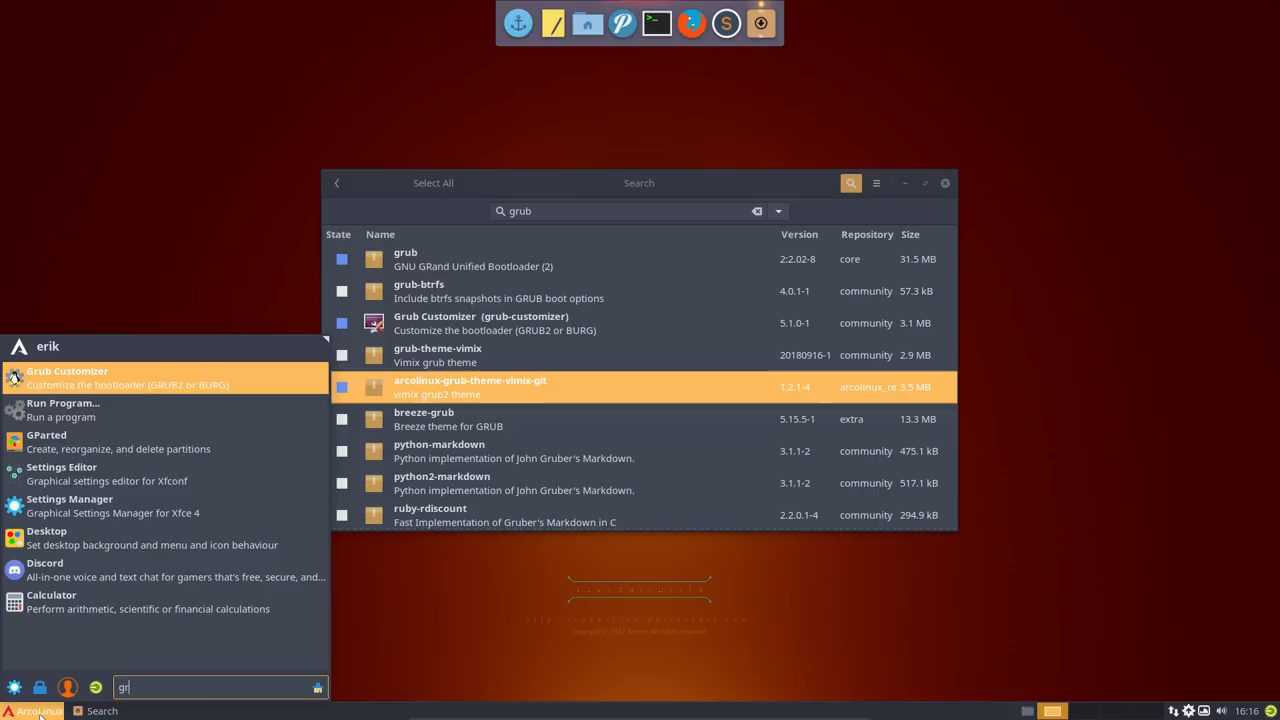 Select All
Search
grub
State
Name
Version
Repository
Size
grub
GNU GRand Unified Bootloader (2)
2:2.02-8
core
31.5 MB
grub-btrfs
Include btrfs snapshots in GRUB boot options
4.0.1-1
community
57.3 kB
Grub Customizer (grub-customizer)
Customize the bootloader (GRUB2 or BURG)
5.1.0-1
community
3.1 MB
grub-theme-vimix
Vimix grub theme
20180916-1
community
2.9 MB
arcolinux-grub-theme-vimix-git
vimix grub2 theme
1.2.1-4
arcolinux_re
3.5 MB
breeze-grub
Breeze theme for GRUB
5.15.5-1
extra
13.3 MB
python-markdown
Python implementation of John Gruber's Markdown.
3.1.1-2
community
475.1 kB
python2-markdown
Python implementation of John Gruber's Markdown.
3.1.1-2
community
517.1 kB
ruby-rdiscount
Fast Implementation of Gruber's Markdown in C
2.2.0.1-4
community
294.9 kB
erik
Grub Customizer
Customize the bootloader (GRUB2 or BURG)
Run Program...
Run a program
GParted
Create, reorganize, and delete partitions
Settings Editor
Graphical settings editor for Xfconf
Settings Manager
Graphical Settings Manager for Xfce 4
Desktop
Set desktop background and menu and icon behaviour
Discord
All-in-one voice and text chat for gamers that's free, secure, and...
Calculator
Perform arithmetic, scientific or financial calculations
gr
ArcoLinux
Search
16:16